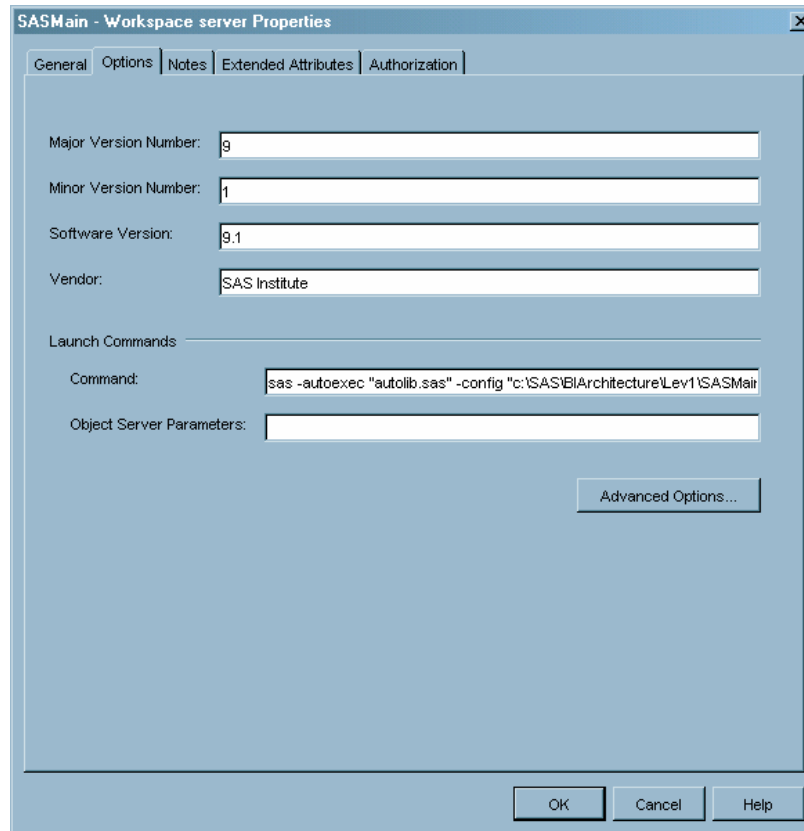 SASMain - Workspace server Properties
General Options Notes Extended Attributes Authorization
Major Version Number: 9
Minor Version Number: 1
Software Version: 9.1
Vendor: SAS Institute
Launch Commands
Command: sas -autoexec "autolib.sas" -config "c:\SAS\BIArchitecture\Lev1\SASMain
Object Server Parameters:
Advanced Options...
OK Cancel Help